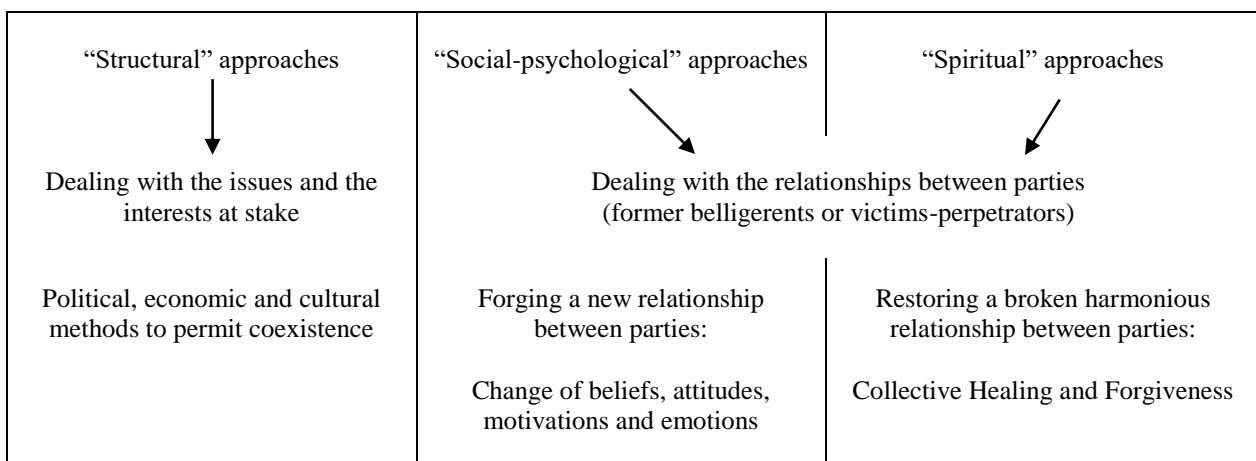 “Structural” approaches
“Social-psychological” approaches
“Spiritual” approaches
Dealing with the issues and the
interests at stake
Dealing with the relationships between parties
(former belligerents or victims-perpetrators)
Political, economic and cultural
methods to permit coexistence
Forging a new relationship
between parties:
Change of beliefs, attitudes,
motivations and emotions
Restoring a broken harmonious
relationship between parties:
Collective Healing and Forgiveness